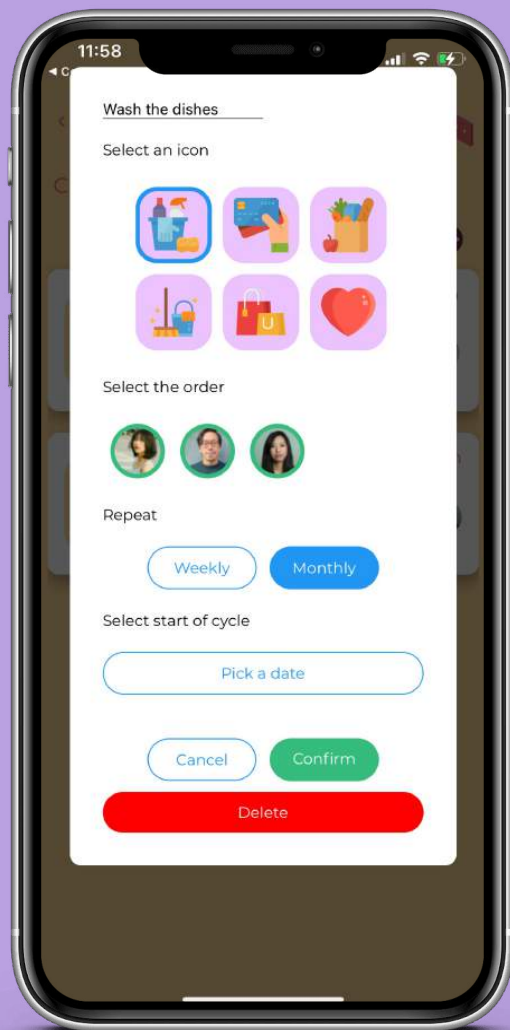 11:58
Wash the dishes
Select an icon
U
Select the order
Repeat
Weekly Monthly
Select start of cycle
Pick a date
Cancel Confirm
Delete